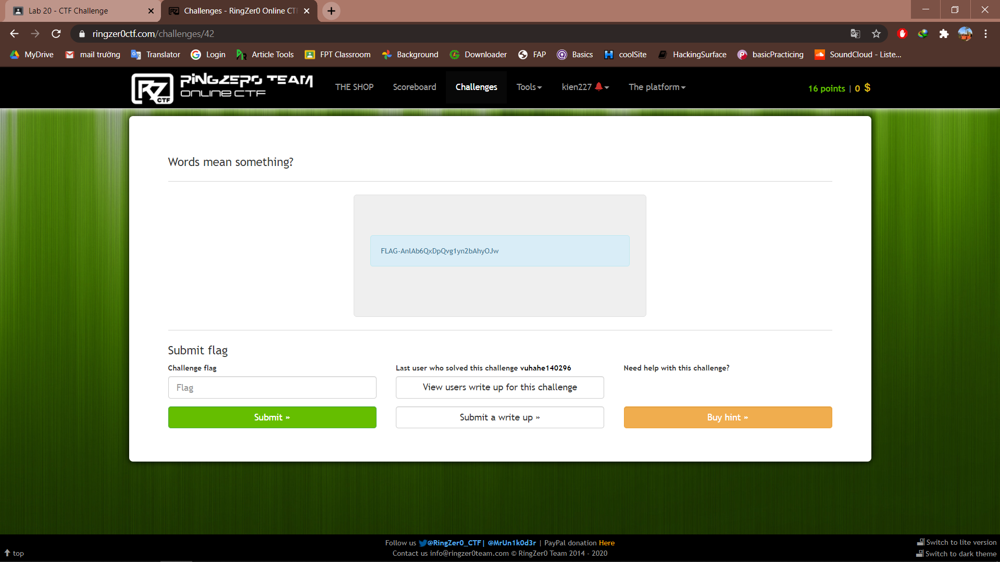 Lab 20 - CTF Challenge
Challenges - RingZer0 Online CT
ringzer0ctf.com/challenges/42
MyDrive mail trường Translator Login Article Tools FPT Classroom Background Downloader FAP Basics coolSite HackingSurface basicPracticing SoundCloud - Liste...
RZ CTF
RINGZER0 TEAM
ONLINE CTF
THE SHOP Scoreboard Challenges Tools kien227 The platform
16 points | 0 $
Words mean something?
FLAG-AnlAb6QxDpQvg1yn2bAhyOJw
Submit flag
Challenge flag
Last user who solved this challenge vuhahe140296
Need help with this challenge?
Flag
View users write up for this challenge
Submit »
Submit a write up »
Buy hint »
Follow us @RingZer0_CTF| @MrUn1k0d3r | PayPal donation Here
Contact us info@ringzer0team.com © RingZer0 Team 2014 - 2020
top
Switch to lite version
Switch to dark theme